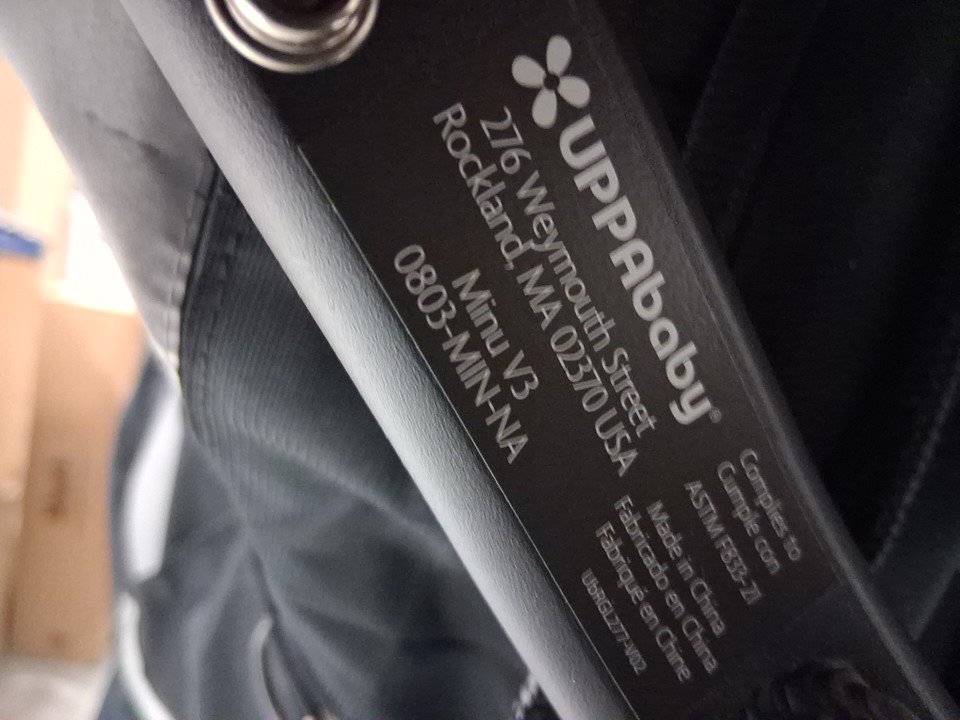 UPPAbaby®
276 Weymouth Street
Rockland, MA 02370 USA
Minu V3
0803-MIN-NA
Complies to
Cumple con
ASTM F833-21
Made in China
Fabricado en China
Fabriqué en Chine